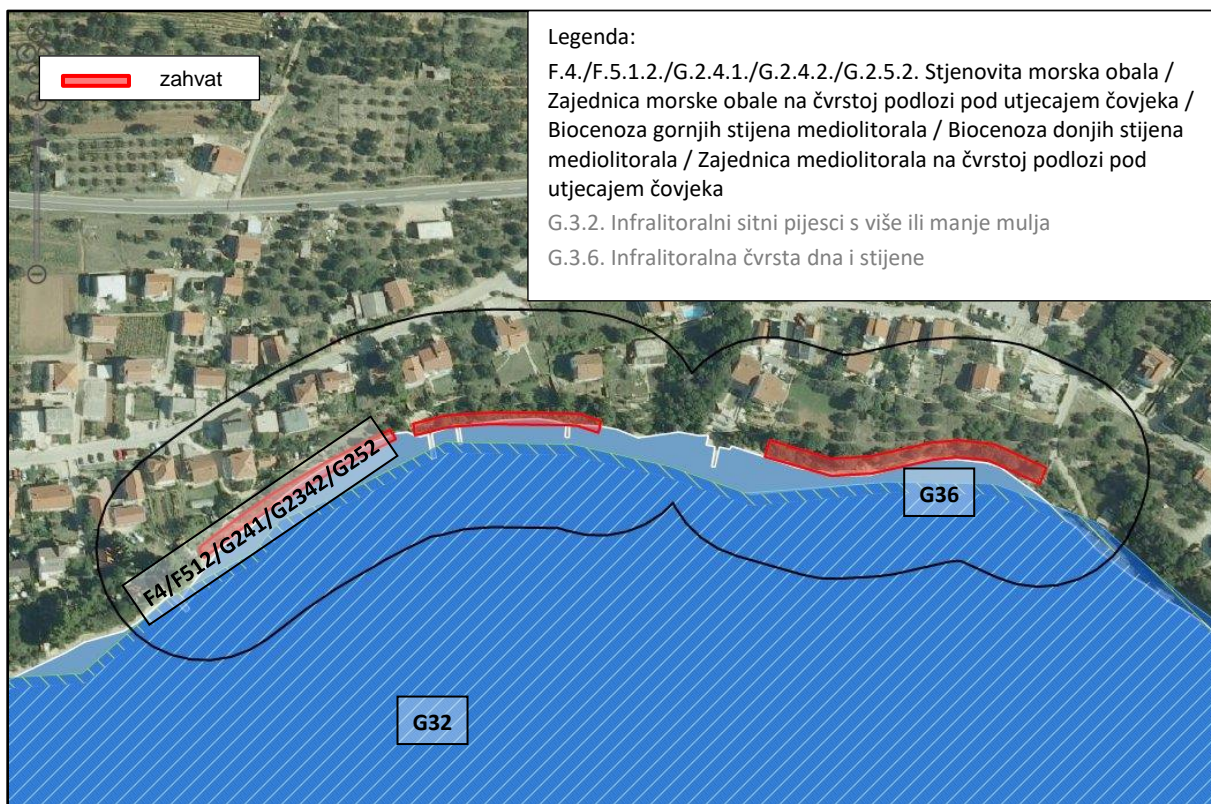 zahvat
Legenda:
F.4./F.5.1.2./G.2.4.1./G.2.4.2./G.2.5.2. Stjenovita morska obala /
Zajednica morske obale na čvrstoj podlozi pod utjecajem čovjeka /
Biocenoza gornjih stijena mediolitorala / Biocenoza donjih stijena
mediolitorala / Zajednica mediolitorala na čvrstoj podlozi pod
utjecajem čovjeka
G.3.2. Infralitoralni sitni pijesci s više ili manje mulja
G.3.6. Infralitoralna čvrsta dna i stijene
F4/F512/G241/G2342/G252
G36
G32